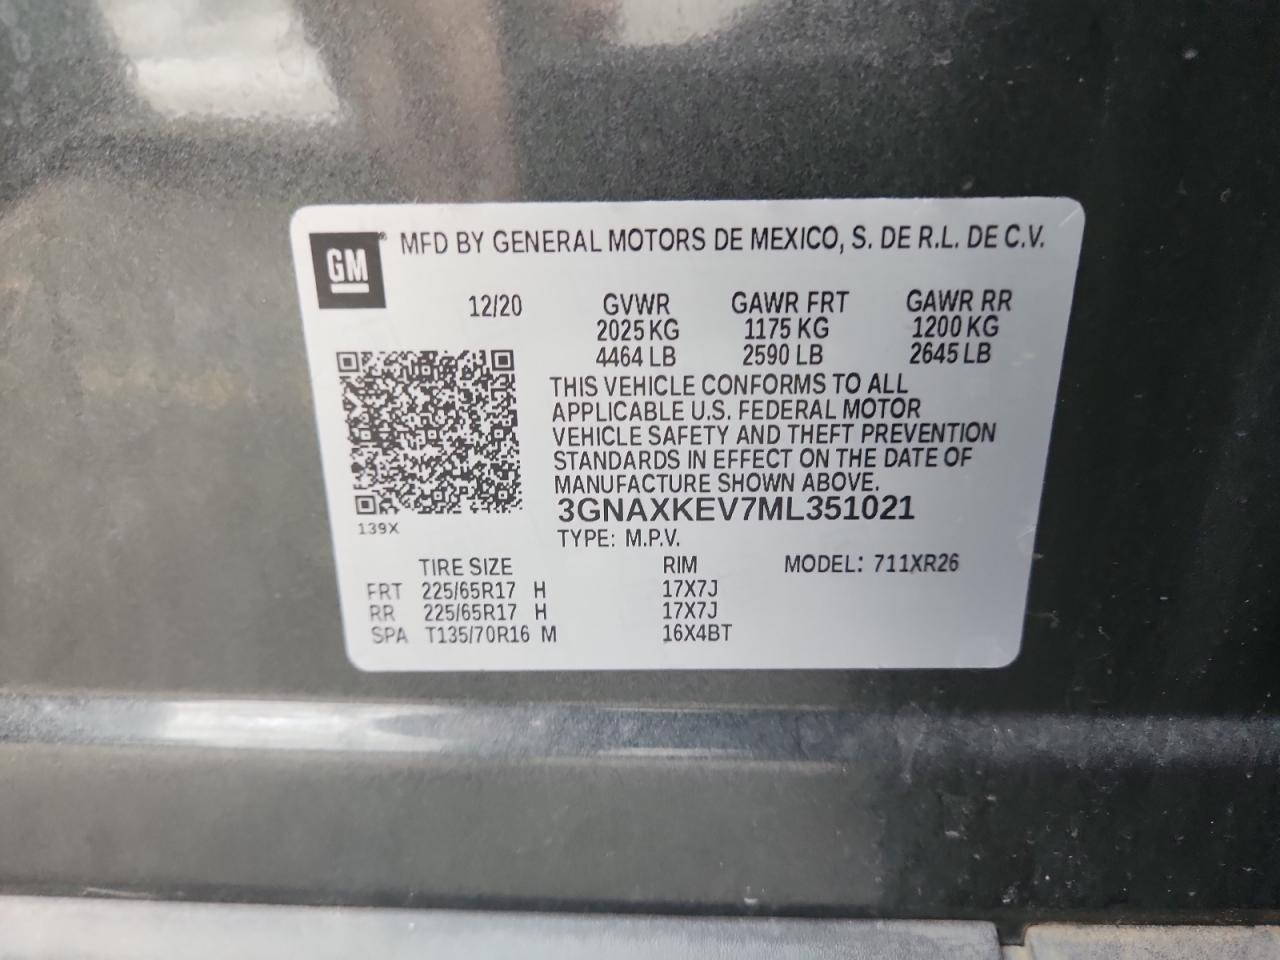 GM® MFD BY GENERAL MOTORS DE MEXICO, S. DE R.L. DE C.V.
12/20 GVWR GAWR FRT GAWR RR
2025 KG 1175 KG 1200 KG
4464 LB 2590 LB 2645 LB
THIS VEHICLE CONFORMS TO ALL
APPLICABLE U.S. FEDERAL MOTOR
VEHICLE SAFETY AND THEFT PREVENTION
STANDARDS IN EFFECT ON THE DATE OF
MANUFACTURE SHOWN ABOVE.
3GNAXKEV7ML351021
139X
TYPE: M.P.V.
TIRE SIZE RIM MODEL: 711XR26
FRT 225/65R17 H 17X7J
RR 225/65R17 H 17X7J
SPA T135/70R16 M 16X4BT